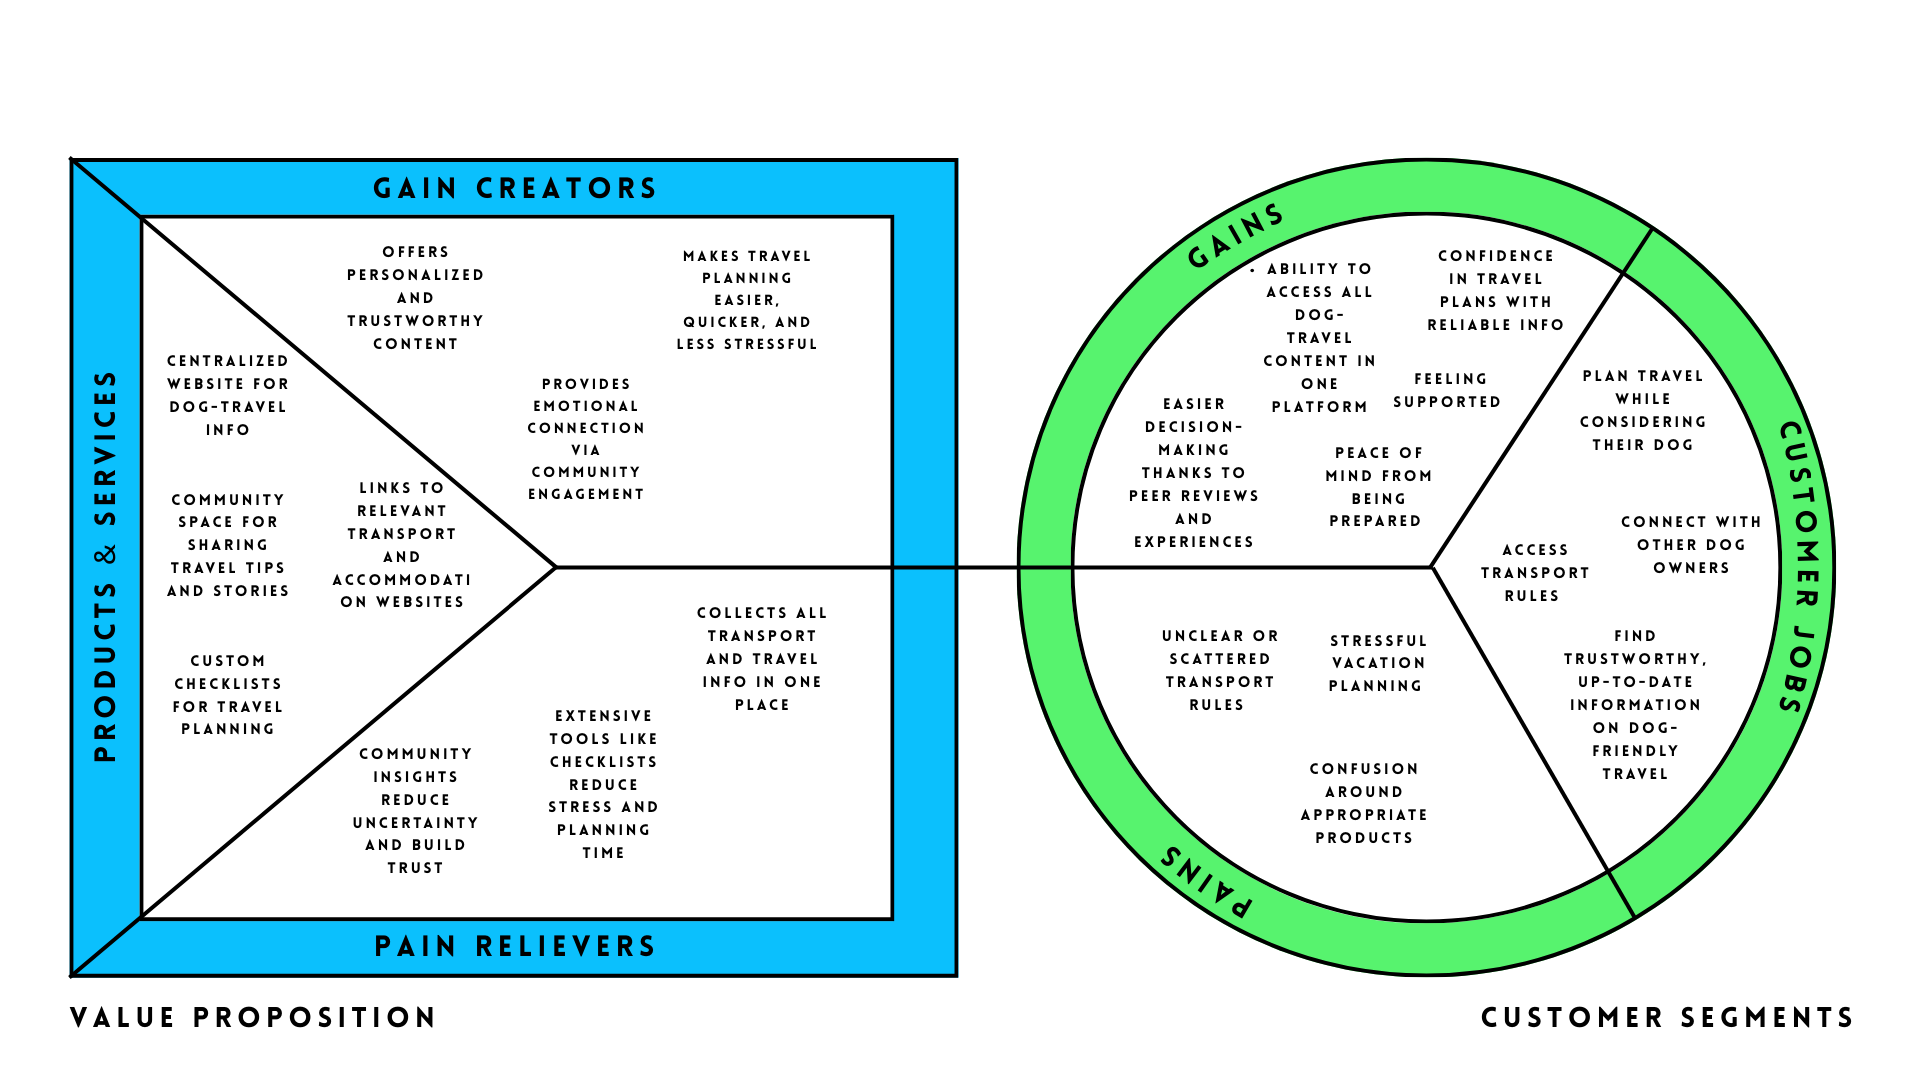 GAIN CREATORS
OFFERS
PERSONALIZED
AND
TRUSTWORTHY
CONTENT
MAKES TRAVEL
PLANNING
EASIER,
QUICKER, AND
LESS STRESSFUL
PROVIDES
EMOTIONAL
CONNECTION
VIA
COMMUNITY
ENGAGEMENT
PRODUCTS & SERVICES
CENTRALIZED
WEBSITE FOR
DOG-TRAVEL
INFO
COMMUNITY
SPACE FOR
SHARING
TRAVEL TIPS
AND STORIES
LINKS TO
RELEVANT
TRANSPORT
AND
ACCOMMODATI
ON WEBSITES
CUSTOM
CHECKLISTS
FOR TRAVEL
PLANNING
COLLECTS ALL
TRANSPORT
AND TRAVEL
INFO IN ONE
PLACE
EXTENSIVE
TOOLS LIKE
CHECKLISTS
REDUCE
STRESS AND
PLANNING
TIME
COMMUNITY
INSIGHTS
REDUCE
UNCERTAINTY
AND BUILD
TRUST
PAIN RELIEVERS
VALUE PROPOSITION
GAINS
• ABILITY TO
ACCESS ALL
DOG-
TRAVEL
CONTENT IN
ONE
PLATFORM
CONFIDENCE
IN TRAVEL
PLANS WITH
RELIABLE INFO
FEELING
SUPPORTED
EASIER
DECISION-
MAKING
THANKS TO
PEER REVIEWS
AND
EXPERIENCES
PEACE OF
MIND FROM
BEING
PREPARED
CUSTOMER JOBS
PLAN TRAVEL
WHILE
CONSIDERING
THEIR DOG
CONNECT WITH
OTHER DOG
OWNERS
ACCESS
TRANSPORT
RULES
FIND
TRUSTWORTHY,
UP-TO-DATE
INFORMATION
ON DOG-
FRIENDLY
TRAVEL
UNCLEAR OR
SCATTERED
TRANSPORT
RULES
STRESSFUL
VACATION
PLANNING
CONFUSION
AROUND
APPROPRIATE
PRODUCTS
PAINS
CUSTOMER SEGMENTS